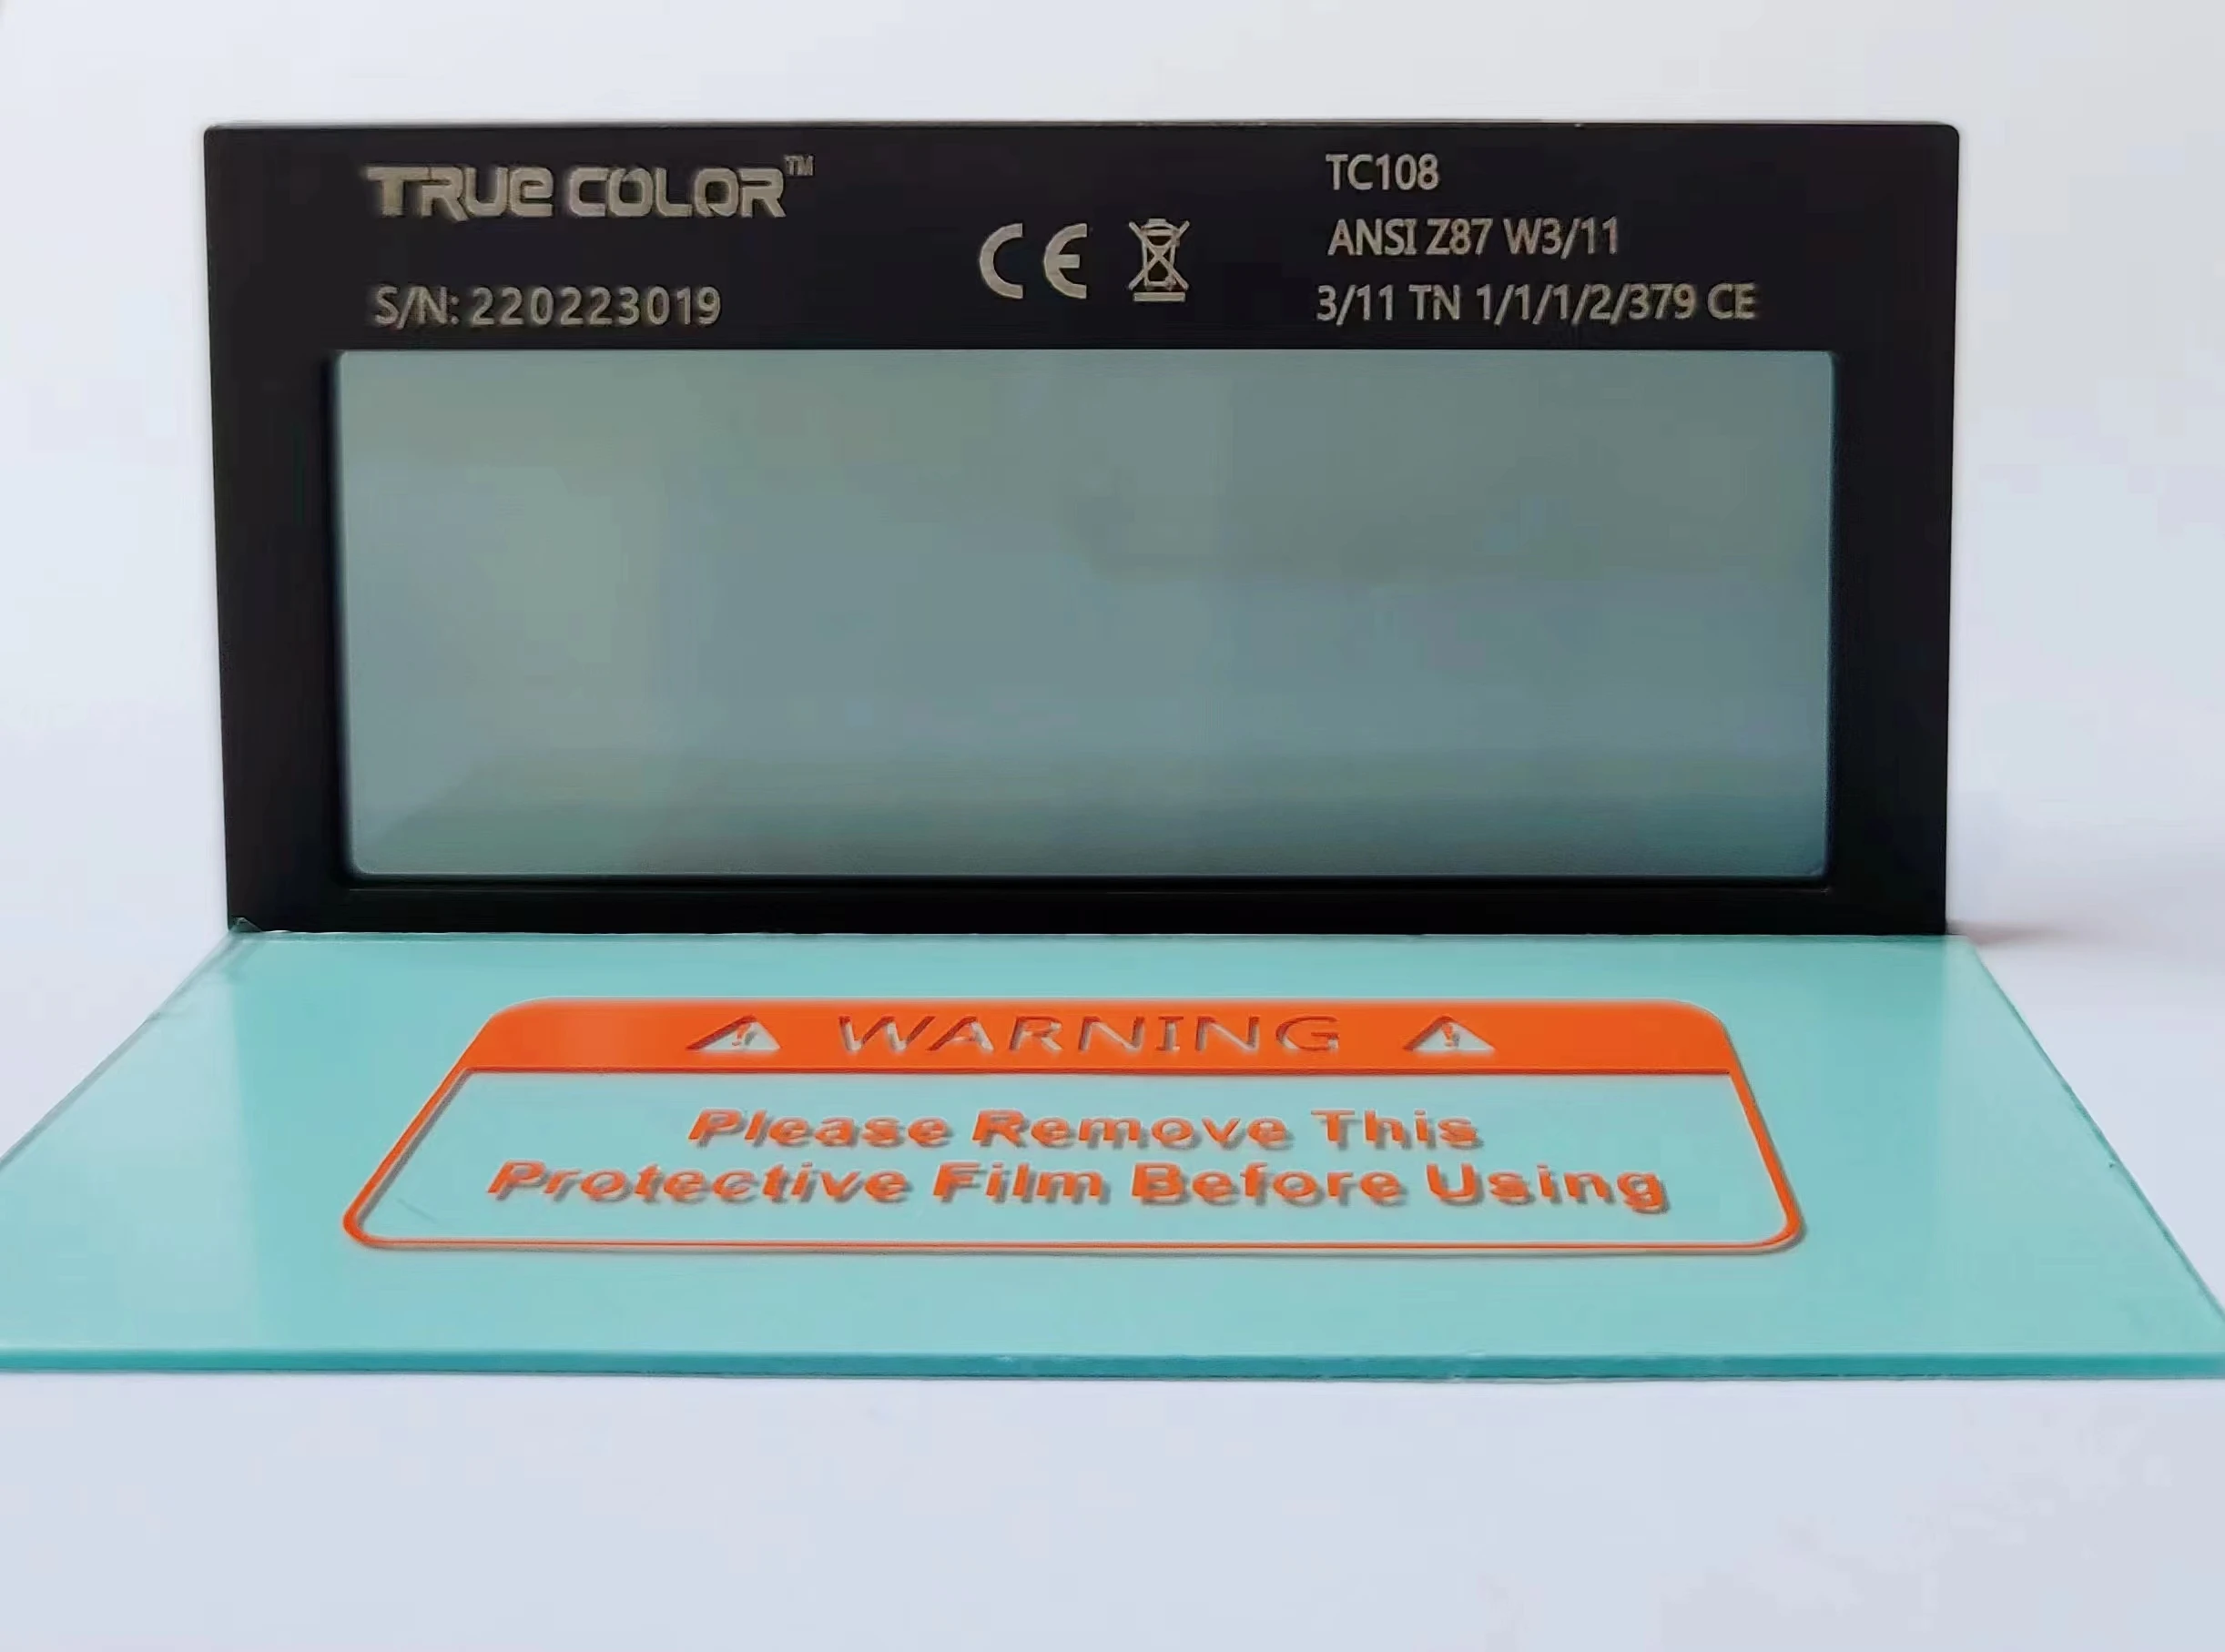 TRUE COLOR™
S/N: 220223019
CE
TC108
ANSI Z87 W3/11
3/11 TN 1/1/1/2/379 CE
WARNING
Please Remove This
Protective Film Before Using